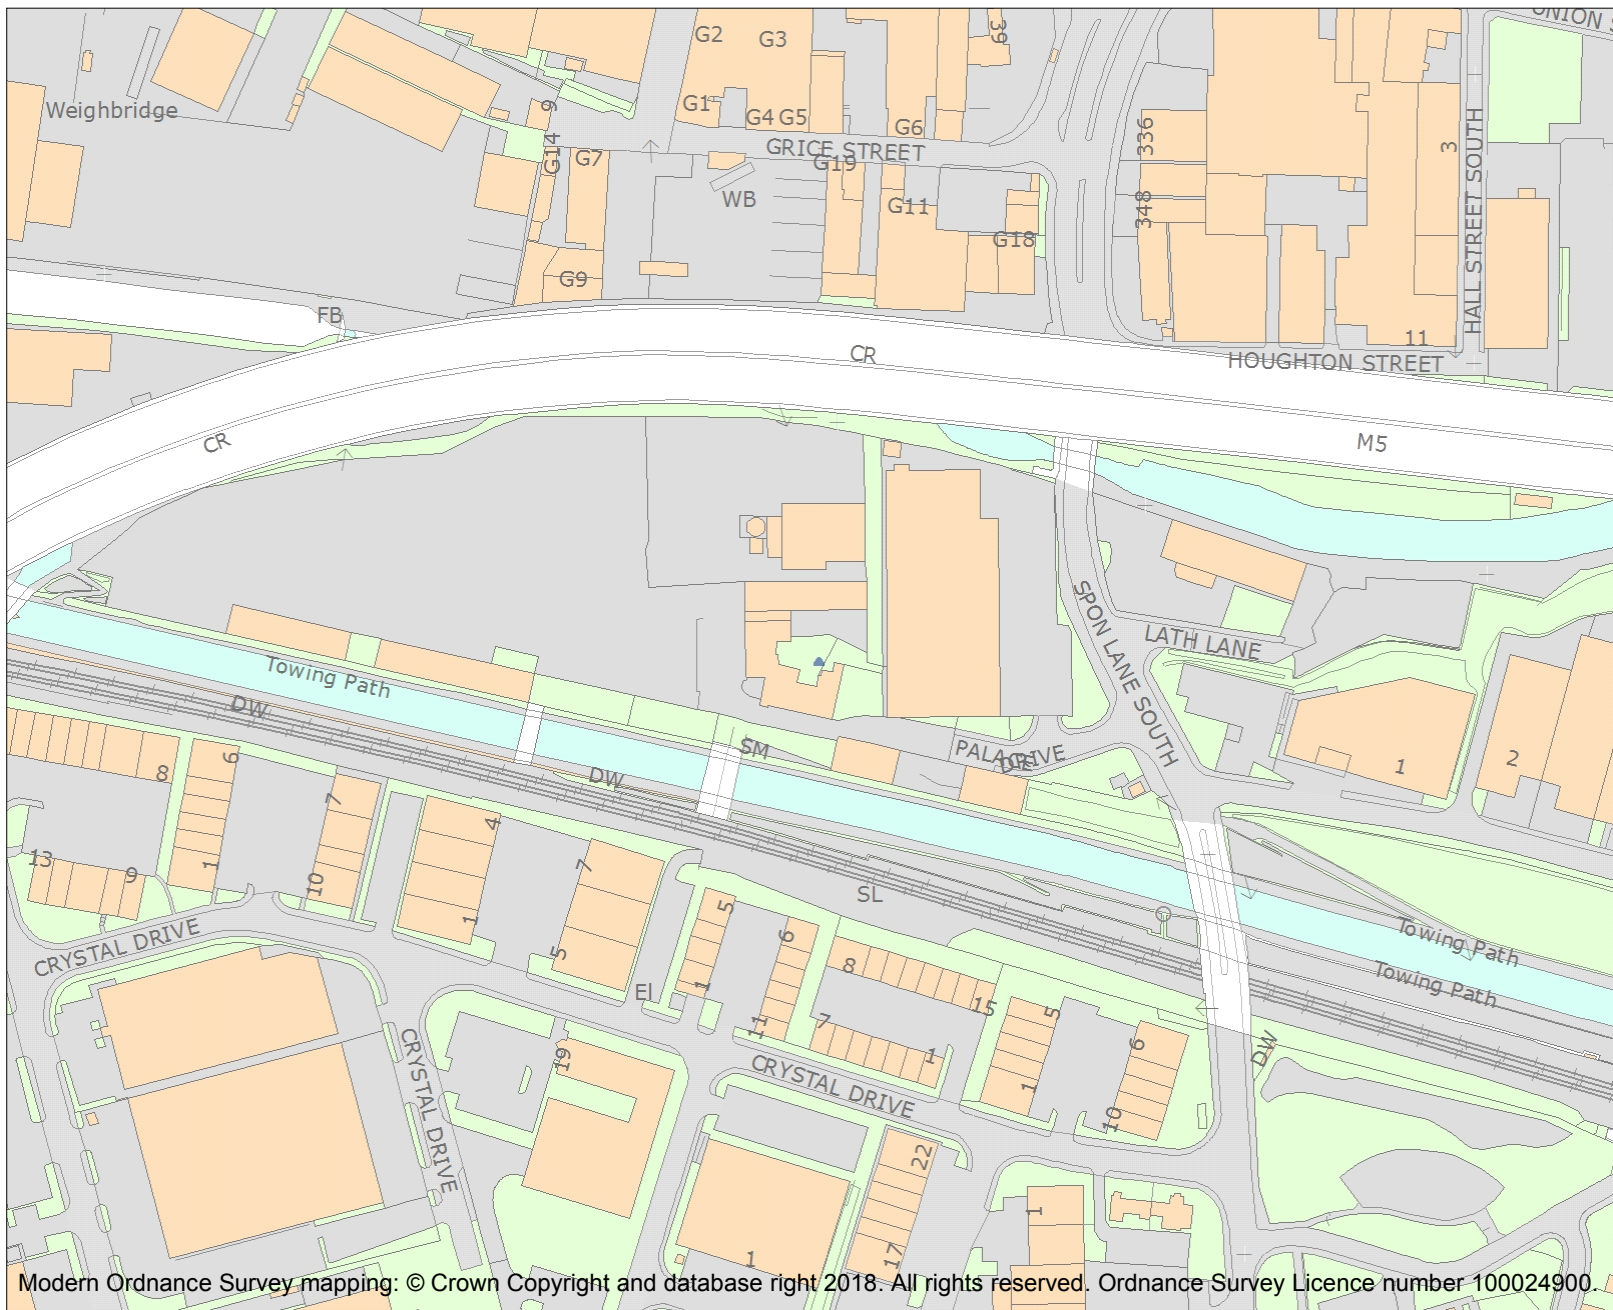 UNION S
G2
G3
39
Weighbridge
G1
G4 G5
G6
9
336
3
GRICE STREET
G14
G7
G19
WB
G11
348
G18
HALL STREET SOUTH
G9
FB
CR
11
HOUGHTON STREET
CR
M5
SPON LANE SOUTH
LATH LANE
Towing Path
DW
SM
DW
PALACE
DRIVE
1
2
8
6
7
4
7
13
9
1
10
1
5
SL
5
6
8
15
CRYSTAL DRIVE
El
1
11
7
1
5
6
1
10
Towing Path
Towing Path
DW
19
CRYSTAL DRIVE
CRYSTAL DRIVE
22
17
1
1
Modern Ordnance Survey mapping: © Crown Copyright and database right 2018. All rights reserved. Ordnance Survey Licence number 100024900.